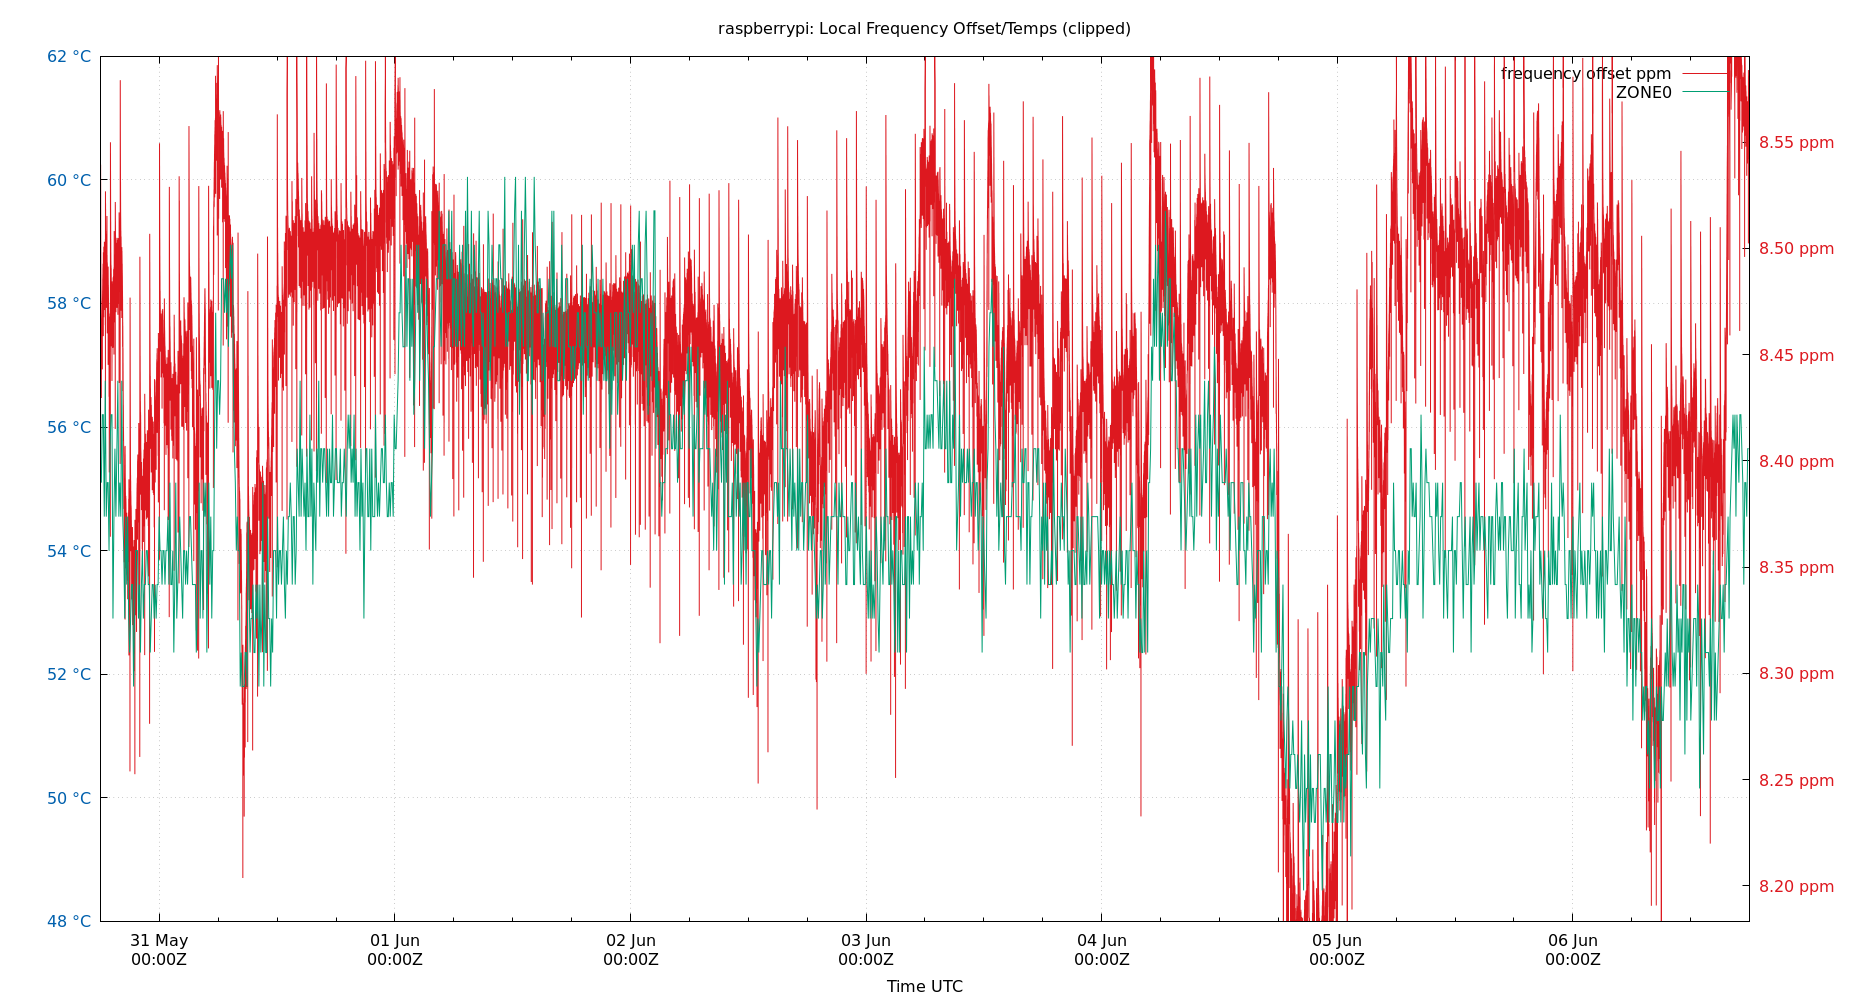 raspberrypi: Local Frequency Offset/Temps (clipped)
62 °C
60 °C
58 °C
56 °C
54 °C
52 °C
50 °C
48 °C
frequency offset ppm
ZONE0
8.55 ppm
8.50 ppm
8.45 ppm
8.40 ppm
8.35 ppm
8.30 ppm
8.25 ppm
8.20 ppm
31 May 01 Jun 02 Jun 03 Jun 04 Jun 05 Jun 06 Jun
00:00Z 00:00Z 00:00Z 00:00Z 00:00Z 00:00Z 00:00Z
Time UTC